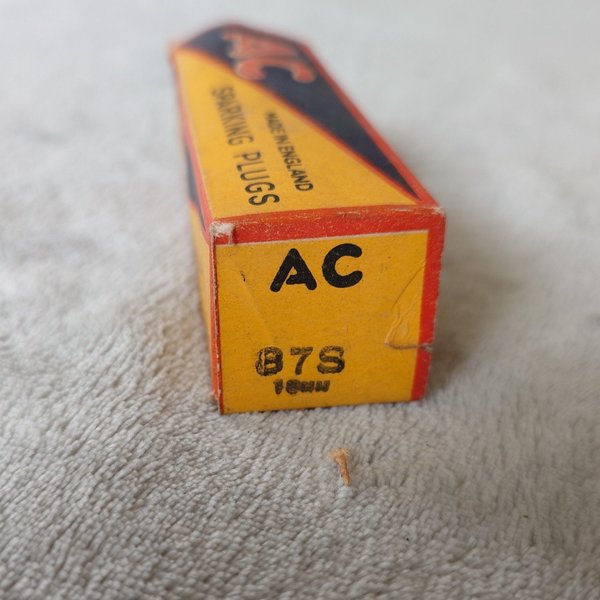 AC
MADE IN ENGLAND
SPARKING PLUGS
AC
87S
18MM